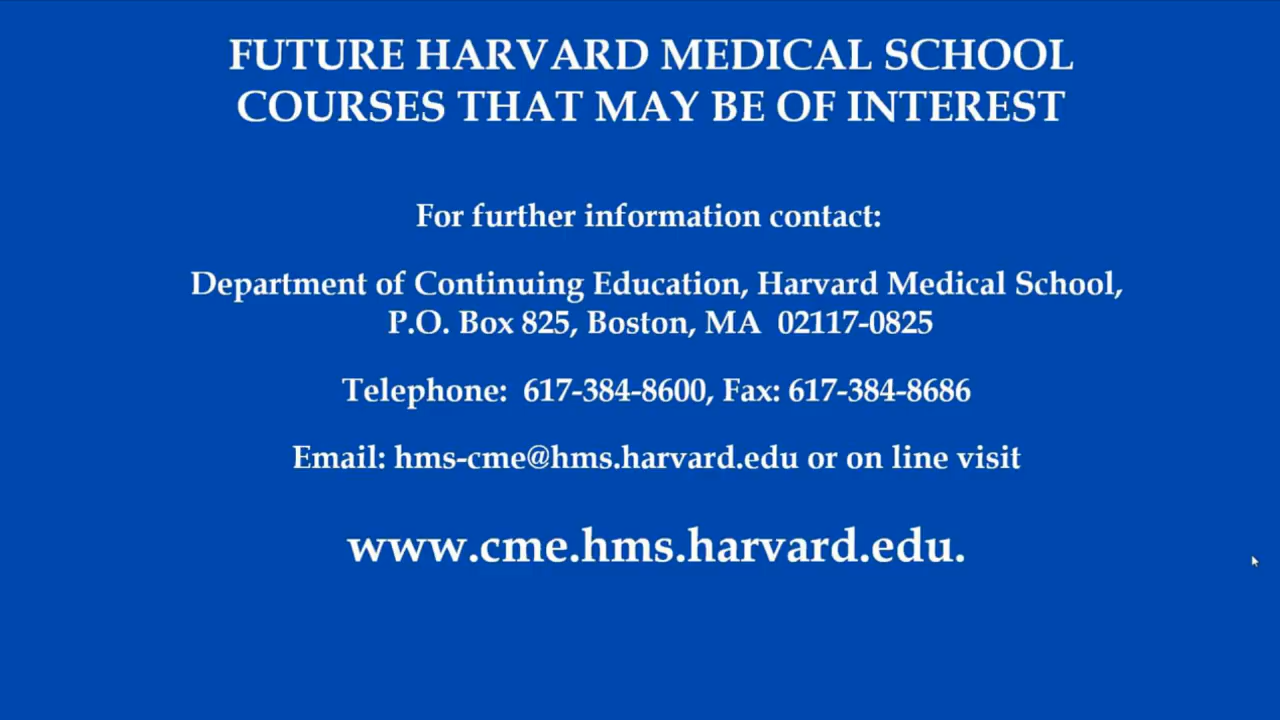 FUTURE HARVARD MEDICAL SCHOOL
COURSES THAT MAY BE OF INTEREST
For further information contact:
Department of Continuing Education, Harvard Medical School,
P.O. Box 825, Boston, MA  02117-0825
Telephone:  617-384-8600, Fax: 617-384-8686
Email: hms-cme@hms.harvard.edu or on line visit
www.cme.hms.harvard.edu.